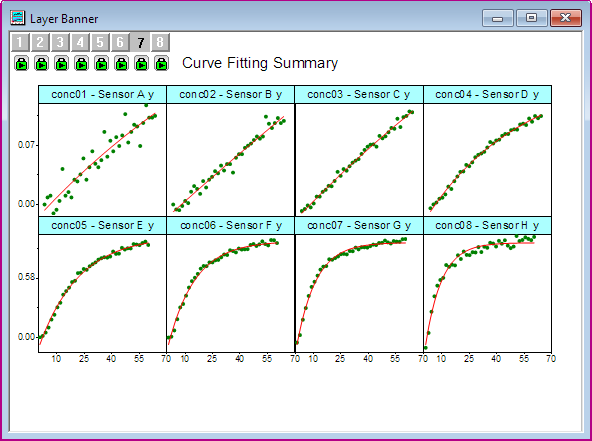 Layer Banner
1 2 3 4 5 6 7 8
Curve Fitting Summary
conc01 - Sensor A y conc02 - Sensor B y conc03 - Sensor C y conc04 - Sensor D y
0.07
0.00
conc05 - Sensor E y conc06 - Sensor F y conc07 - Sensor G y conc08 - Sensor H y
0.58
0.00
10 25 40 55 70 10 25 40 55 70 10 25 40 55 70 10 25 40 55 70